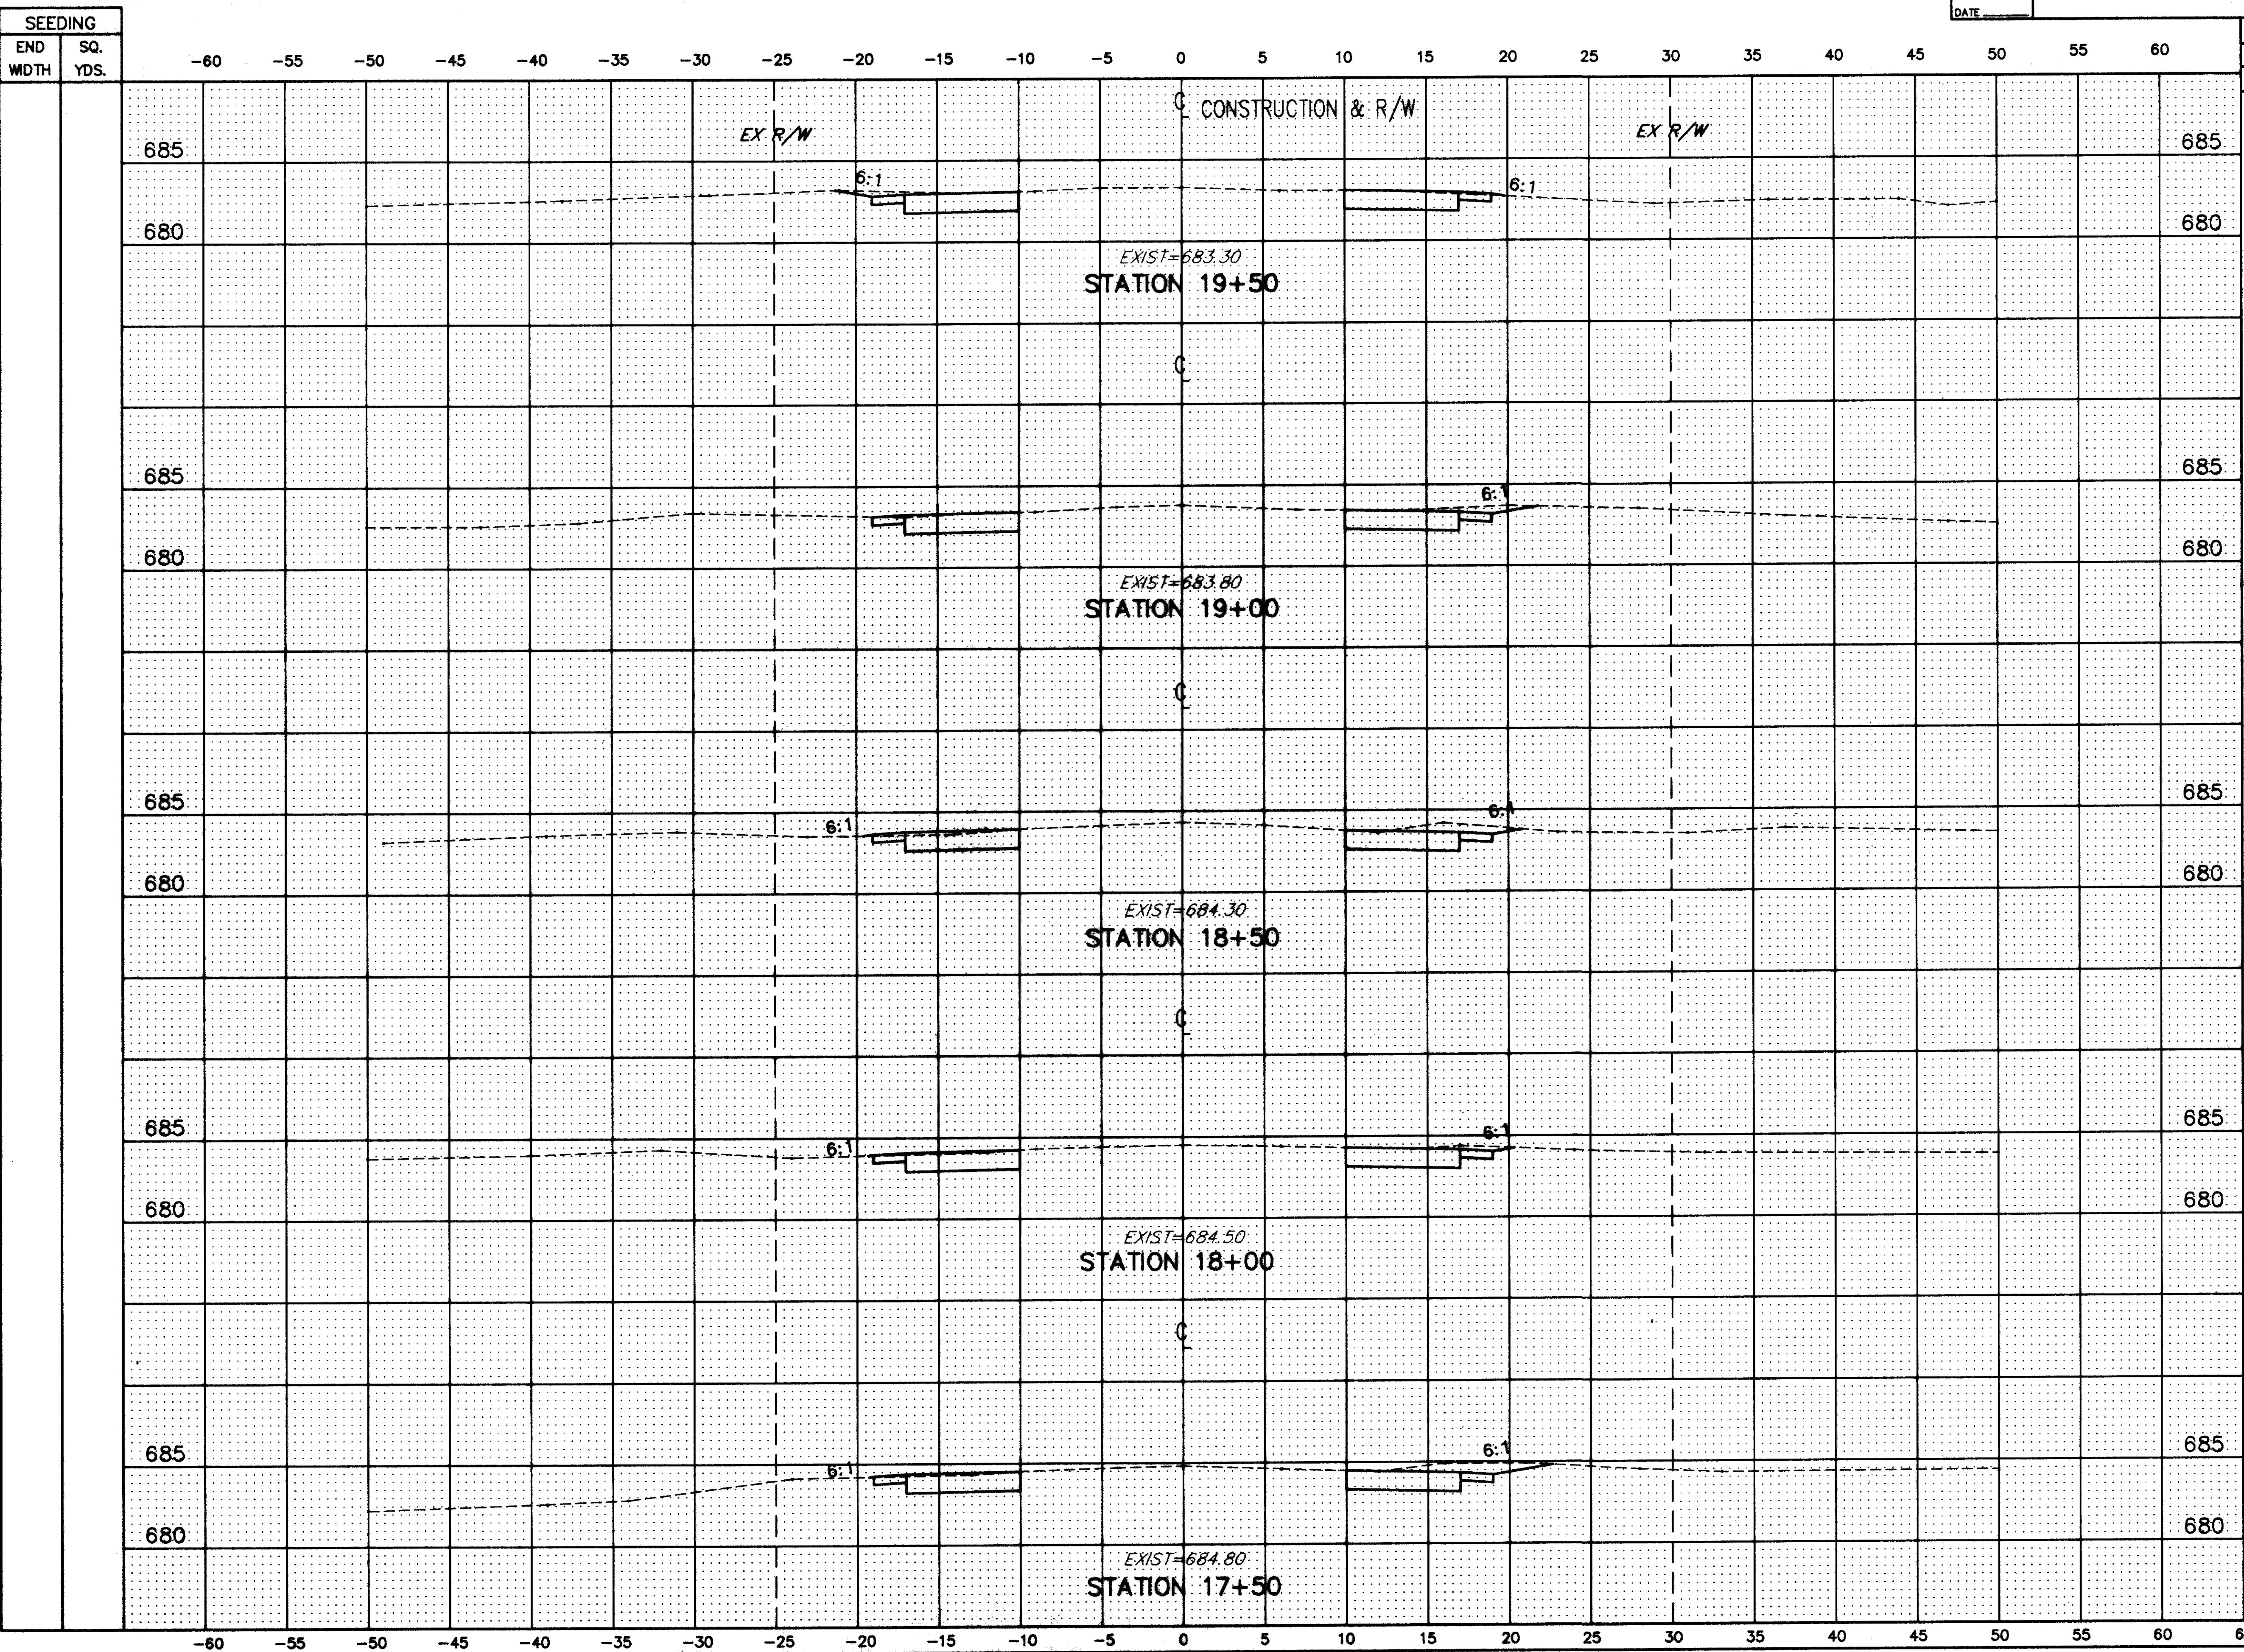 DATE
SEEDING
END WIDTH SQ. YDS.
-60 -55 -50 -45 -40 -35 -30 -25 -20 -15 -10 -5 0 5 10 15 20 25 30 35 40 45 50 55 60
℄ CONSTRUCTION & R/W
EX R/W EX R/W
685 685
6:1 6:1
680 680
EXIST=683.30
STATION 19+50
℄
685 685
6:1
680 680
EXIST=683.80
STATION 19+00
℄
685 685
6:1 6:1
680 680
EXIST=684.30
STATION 18+50
℄
685 685
6:1 6:1
680 680
EXIST=684.50
STATION 18+00
℄
685 685
6:1 6:1
680 680
EXIST=684.80
STATION 17+50
-60 -55 -50 -45 -40 -35 -30 -25 -20 -15 -10 -5 0 5 10 15 20 25 30 35 40 45 50 55 60